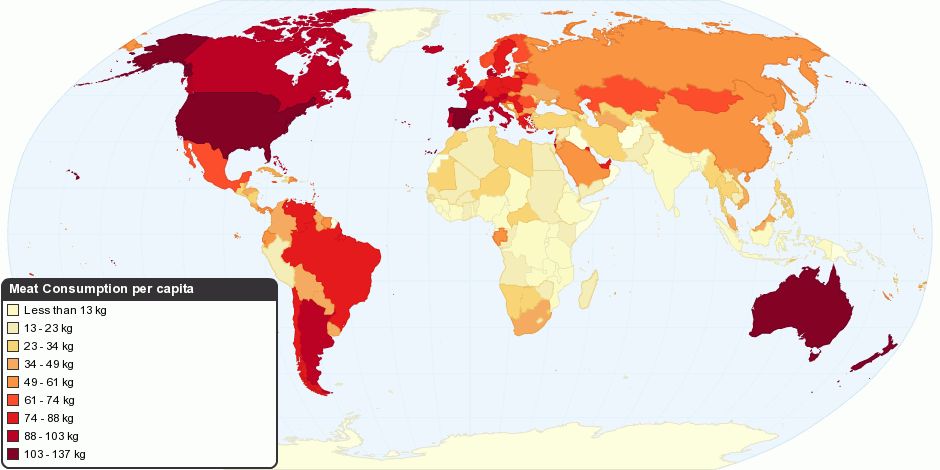 Meat Consumption per capita
Less than 13 kg
13 - 23 kg
23 - 34 kg
34 - 49 kg
49 - 61 kg
61 - 74 kg
74 - 88 kg
88 - 103 kg
103 - 137 kg